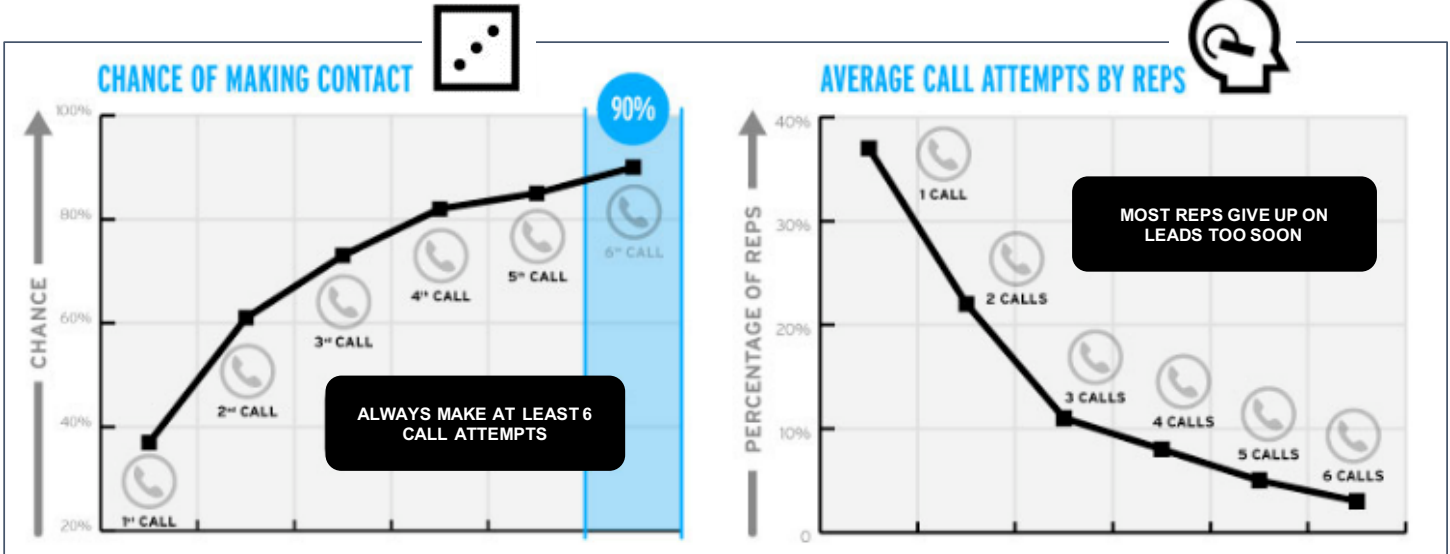 CHANCE OF MAKING CONTACT
100%
90%
80%
60%
40%
20%
CHANCE
1st CALL
2nd CALL
3rd CALL
4th CALL
5th CALL
6th CALL
ALWAYS MAKE AT LEAST 6
CALL ATTEMPTS
AVERAGE CALL ATTEMPTS BY REPS
40%
30%
20%
10%
0
PERCENTAGE OF REPS
1 CALL
2 CALLS
3 CALLS
4 CALLS
5 CALLS
6 CALLS
MOST REPS GIVE UP ON
LEADS TOO SOON